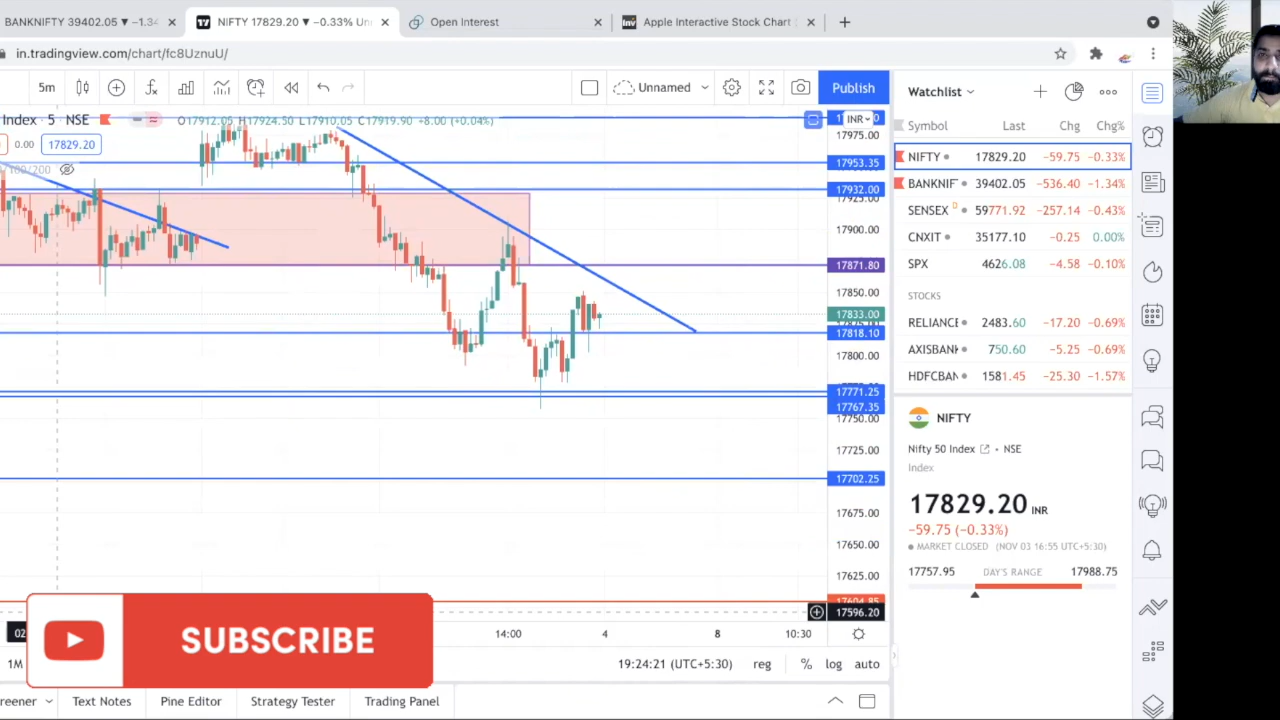 BANKNIFTY 39402.05 ▼ −1.34
NIFTY 17829.20 ▼ −0.33% Un
Open Interest
Apple Interactive Stock Chart
in.tradingview.com/chart/fc8UznuU/
5m
Unnamed
Publish
Index · 5 · NSE
O17912.05 H17924.50 L17910.05 C17919.90 +8.00 (+0.04%)
INR
0.00 17829.20
/100/200
17975.00
17953.35
17932.00
17925.00
17900.00
17871.80
17850.00
17833.00
17818.10
17800.00
17771.25
17767.35
17750.00
17725.00
17702.25
17675.00
17650.00
17625.00
17604.85
17596.20
02
14:00 4 8 10:30
SUBSCRIBE
1M
19:24:21 (UTC+5:30) reg % log auto
reener Text Notes Pine Editor Strategy Tester Trading Panel
Watchlist
Symbol Last Chg Chg%
NIFTY 17829.20 −59.75 −0.33%
BANKNIF 39402.05 −536.40 −1.34%
SENSEX D 59771.92 −257.14 −0.43%
CNXIT 35177.10 −0.25 0.00%
SPX 4626.08 −4.58 −0.10%
STOCKS
RELIANCE 2483.60 −17.20 −0.69%
AXISBANK 750.60 −5.25 −0.69%
HDFCBAN 1581.45 −25.30 −1.57%
NIFTY
Nifty 50 Index · NSE
Index
17829.20 INR
−59.75 (−0.33%)
MARKET CLOSED (NOV 03 16:55 UTC+5:30)
17757.95 DAY'S RANGE 17988.75